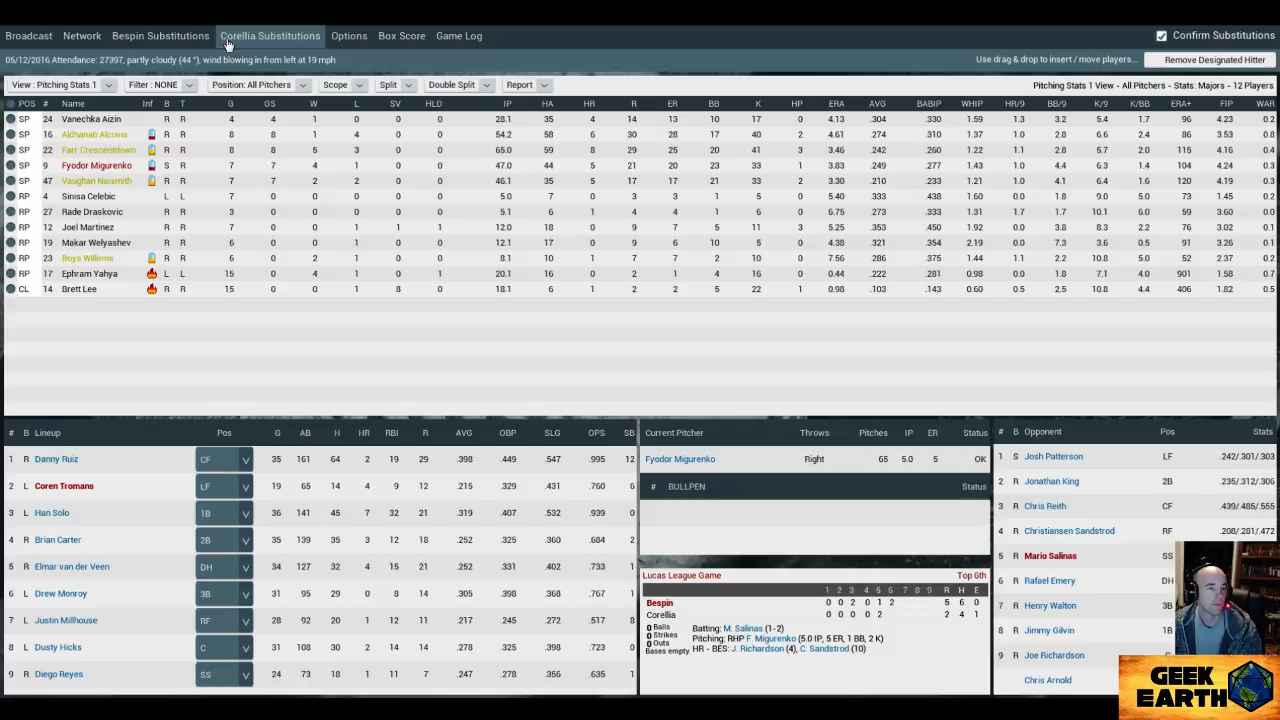 Broadcast Network Bespin Substitutions Corellia Substitutions Options Box Score Game Log Confirm Substitutions
05/12/2016 Attendance: 27397, partly cloudy (44 °), wind blowing in from left at 19 mph Use drag & drop to insert / move players... Remove Designated Hitter
View : Pitching Stats 1 Filter : NONE Position: All Pitchers Scope Split Double Split Report Pitching Stats 1 View - All Pitchers - Stats: Majors - 12 Players
POS # Name Inf B T G GS W L SV HLD IP HA HR R ER BB K HP ERA AVG BABIP WHIP HR/9 BB/9 K/9 K/BB ERA+ FIP WAR
SP 24 Vanechka Aizin R R 4 4 1 0 0 0 28.1 35 4 14 13 10 17 0 4.13 .304 .330 1.59 1.3 3.2 5.4 1.7 96 4.23 0.2
SP 16 Aldhanab Alcovis R R 8 8 1 4 0 0 54.2 58 6 30 28 17 40 0 4.61 .274 .310 1.37 1.0 2.8 6.6 2.4 86 3.53 0.8
SP 22 Farr Crescentdown R R 8 8 5 3 0 0 65.0 59 8 29 25 20 41 0 3.46 .242 .260 1.22 1.1 2.8 5.7 2.0 115 4.16 0.4
SP 9 Fyodor Migurenko S R 7 7 4 1 0 0 47.0 44 5 21 20 23 33 1 3.83 .249 .277 1.43 1.0 4.4 6.3 1.4 104 4.24 0.3
SP 47 Vaughan Naismith R R 7 7 2 2 0 0 46.1 35 5 17 17 21 33 2 3.30 .210 .233 1.21 1.0 4.1 6.4 1.6 120 4.19 0.3
RP 4 Sinisa Celebic L L 7 0 0 0 0 0 5.0 7 0 3 3 1 5 0 5.40 .333 .438 1.60 0.0 1.8 9.0 5.0 73 1.45 0.2
RP 27 Rade Draskovic R R 3 0 0 0 0 0 5.1 6 1 4 4 1 6 0 6.75 .273 .333 1.31 1.7 1.7 10.1 6.0 59 3.60 0.0
RP 12 Joel Martinez R R 7 0 0 1 1 0 12.0 18 0 9 7 5 11 3 5.25 .353 .450 1.92 0.0 3.8 8.3 2.2 76 3.02 0.1
RP 19 Makar Welyashev R R 6 0 0 1 0 0 12.1 17 0 9 6 10 5 0 4.38 .321 .354 2.19 0.0 7.3 3.6 0.5 91 3.26 0.1
RP 23 Boys Willems R R 6 0 2 1 0 0 8.1 10 1 7 7 2 10 0 7.56 .286 .375 1.44 1.1 2.2 10.8 5.0 52 2.37 0.2
RP 17 Ephram Yahya L L 15 0 4 0 0 1 20.1 16 0 2 1 4 16 0 0.44 .222 .281 0.98 0.0 1.8 7.1 4.0 901 1.58 0.7
CL 14 Brett Lee R R 15 0 0 1 8 0 18.1 6 1 2 2 5 22 1 0.98 .103 .143 0.60 0.5 2.5 10.8 4.4 406 1.82 0.5
# B Lineup Pos G AB H HR RBI R AVG OBP SLG OPS SB
1 R Danny Ruiz CF V 35 161 64 2 19 29 .398 .449 .547 .995 12
2 L Coren Tromans LF V 19 65 14 4 9 12 .215 .329 .431 .760 6
3 L Han Solo 1B V 36 141 45 7 32 21 .319 .407 .532 .939 0
4 R Brian Carter 2B V 35 139 35 3 12 18 .252 .325 .360 .684 2
5 L Elmar van der Veen DH V 34 127 32 4 15 21 .252 .331 .402 .733 1
6 L Drew Monroy 3B V 31 95 29 0 8 14 .305 .398 .368 .767 1
7 L Justin Millhouse RF V 28 92 20 1 12 11 .217 .245 .272 .517 8
8 L Dusty Hicks C V 31 108 30 2 14 14 .278 .325 .398 .723 0
9 R Diego Reyes SS V 24 73 18 1 11 7 .247 .278 .356 .635 1
Current Pitcher Throws Pitches IP ER Status
Fyodor Migurenko Right 65 5.0 5 OK
# BULLPEN Status
Lucas League Game Top 6th
1 2 3 4 5 6 7 8 9 R H E
Bespin 0 0 2 0 1 2 5 6 0
Corellia 0 0 0 0 2 2 4 1
0 Balls
0 Strikes
0 Outs
Bases empty
Batting: M. Salinas (1-2)
Pitching: RHP F. Migurenko (5.0 IP, 5 ER, 1 BB, 2 K)
HR - BES: J. Richardson (4), C. Sandstrod (10)
# B Opponent Pos Stats
1 S Josh Patterson LF .242/.301/.303
2 R Jonathan King 2B .235/.312/.306
3 R Chris Reith CF .439/.485/.555
4 R Christiansen Sandstrod RF .208/.281/.472
5 R Mario Salinas SS
6 R Rafael Emery DH
7 R Henry Walton 3B
8 R Jimmy Gilvin 1B
9 R Joe Richardson
Chris Arnold
GEEK
EARTH